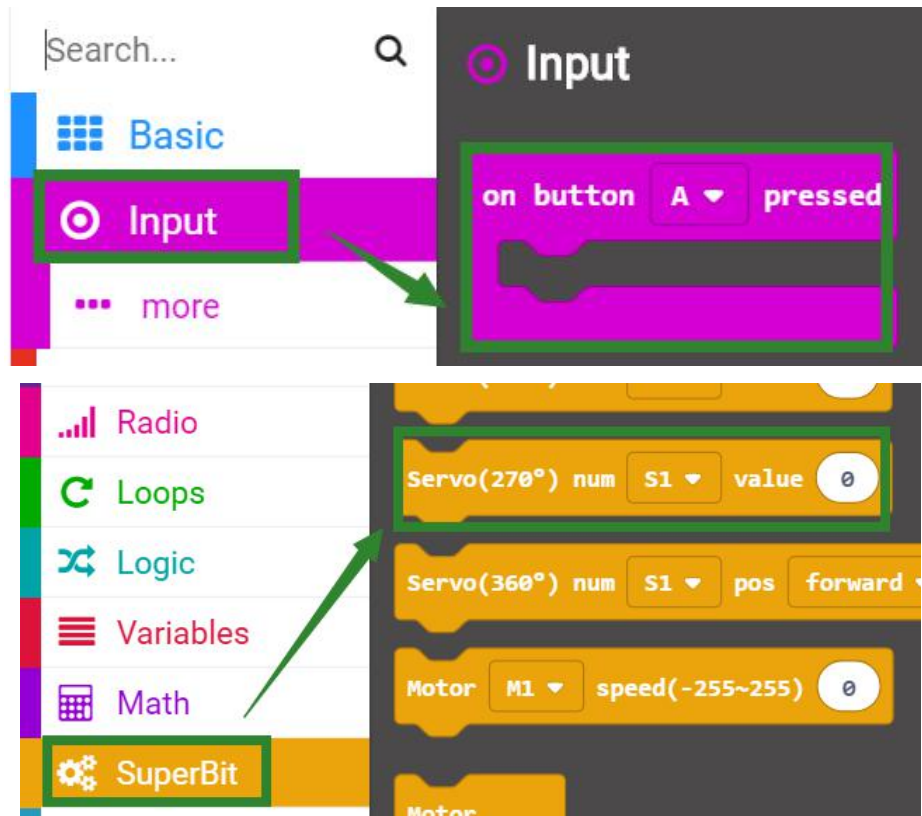 Search...
Input
Basic
Input
on button A pressed
more
Radio
Loops
Logic
Variables
Math
SuperBit
Servo(270°) num S1 value 0
Servo(360°) num S1 pos forward
Motor M1 speed(-255~255) 0
Motor